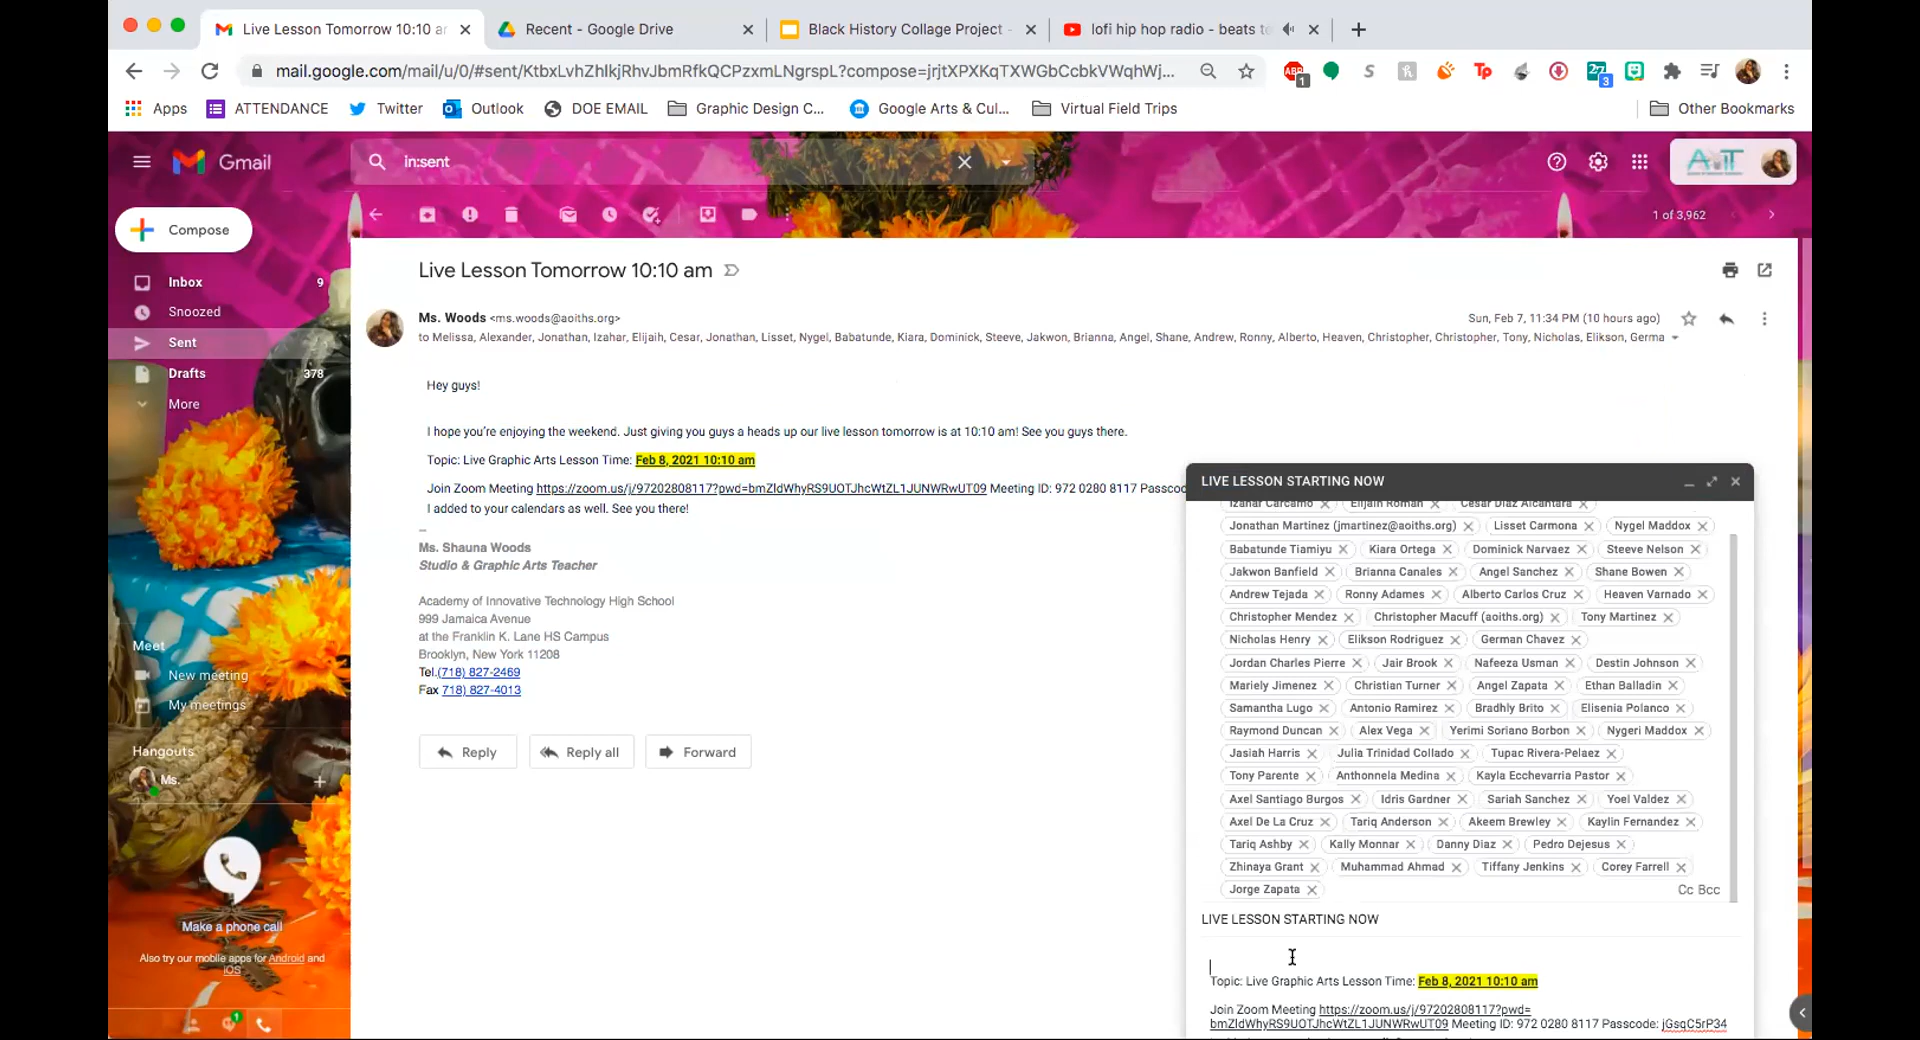 Live Lesson Tomorrow 10:10 ar
Recent - Google Drive
Black History Collage Project -
lofi hip hop radio - beats t
mail.google.com/mail/u/0/#sent/KtbxLvhZhlkjRhvJbmRfkQCPzxmLNgrspL?compose=jrjtXPXKqTXWGbCcbkVWqhWj...
Apps
ATTENDANCE
Twitter
Outlook
DOE EMAIL
Graphic Design C...
Google Arts & Cul...
Virtual Field Trips
Other Bookmarks
Gmail
in:sent
Compose
1 of 3,962
Inbox 9
Snoozed
Sent
Drafts 378
More
Live Lesson Tomorrow 10:10 am
Ms. Woods <ms.woods@aoiths.org>
Sun, Feb 7, 11:34 PM (10 hours ago)
to Melissa, Alexander, Jonathan, Izahar, Elijaih, Cesar, Jonathan, Lisset, Nygel, Babatunde, Kiara, Dominick, Steeve, Jakwon, Brianna, Angel, Shane, Andrew, Ronny, Alberto, Heaven, Christopher, Christopher, Tony, Nicholas, Elikson, Germa
Hey guys!
I hope you're enjoying the weekend. Just giving you guys a heads up our live lesson tomorrow is at 10:10 am! See you guys there.
Topic: Live Graphic Arts Lesson Time: Feb 8, 2021 10:10 am
Join Zoom Meeting https://zoom.us/j/97202808117?pwd=bmZldWhyRS9UOTJhcWtZL1JUNWRwUT09 Meeting ID: 972 0280 8117 Passcod
I added to your calendars as well. See you there!
--
Ms. Shauna Woods
Studio & Graphic Arts Teacher
Academy of Innovative Technology High School
999 Jamaica Avenue
at the Franklin K. Lane HS Campus
Brooklyn, New York 11208
Tel.(718) 827-2469
Fax 718) 827-4013
Reply
Reply all
Forward
Meet
New meeting
My meetings
Hangouts
Ms.
Make a phone call
Also try our mobile apps for Android and
iOS
LIVE LESSON STARTING NOW
Izahar Carcamo Elijaih Roman Cesar Diaz Alcantara
Jonathan Martinez (jmartinez@aoiths.org) Lisset Carmona Nygel Maddox
Babatunde Tiamiyu Kiara Ortega Dominick Narvaez Steeve Nelson
Jakwon Banfield Brianna Canales Angel Sanchez Shane Bowen
Andrew Tejada Ronny Adames Alberto Carlos Cruz Heaven Varnado
Christopher Mendez Christopher Macuff (aoiths.org) Tony Martinez
Nicholas Henry Elikson Rodriguez German Chavez
Jordan Charles Pierre Jair Brook Nafeeza Usman Destin Johnson
Mariely Jimenez Christian Turner Angel Zapata Ethan Balladin
Samantha Lugo Antonio Ramirez Bradhly Brito Elisenia Polanco
Raymond Duncan Alex Vega Yerimi Soriano Borbon Nygeri Maddox
Jasiah Harris Julia Trinidad Collado Tupac Rivera-Pelaez
Tony Parente Anthonnela Medina Kayla Ecchevarria Pastor
Axel Santiago Burgos Idris Gardner Sariah Sanchez Yoel Valdez
Axel De La Cruz Tariq Anderson Akeem Brewley Kaylin Fernandez
Tariq Ashby Kally Monnar Danny Diaz Pedro Dejesus
Zhinaya Grant Muhammad Ahmad Tiffany Jenkins Corey Farrell
Jorge Zapata
Cc Bcc
LIVE LESSON STARTING NOW
Topic: Live Graphic Arts Lesson Time: Feb 8, 2021 10:10 am
Join Zoom Meeting https://zoom.us/j/97202808117?pwd=
bmZldWhyRS9UOTJhcWtZL1JUNWRwUT09 Meeting ID: 972 0280 8117 Passcode: jGsqC5rP34